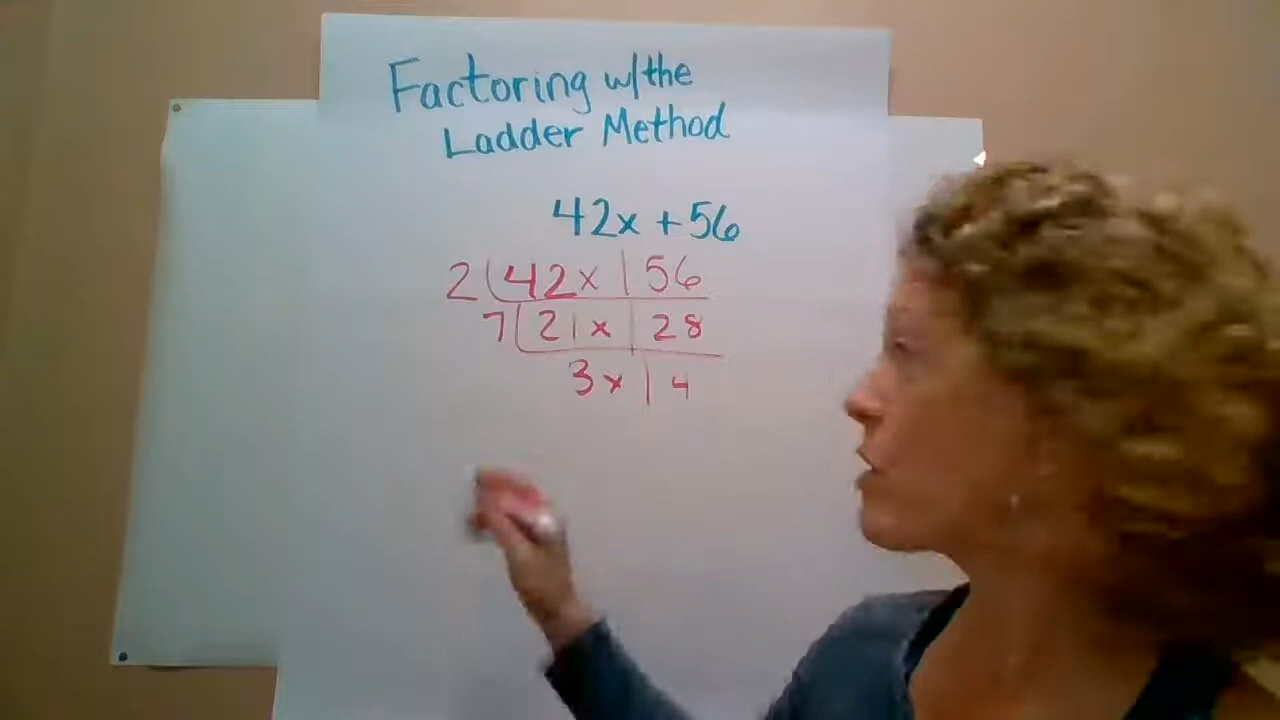 Factoring w/the
Ladder Method
42x + 56
2 42x | 56
7 21x | 28
3x | 4